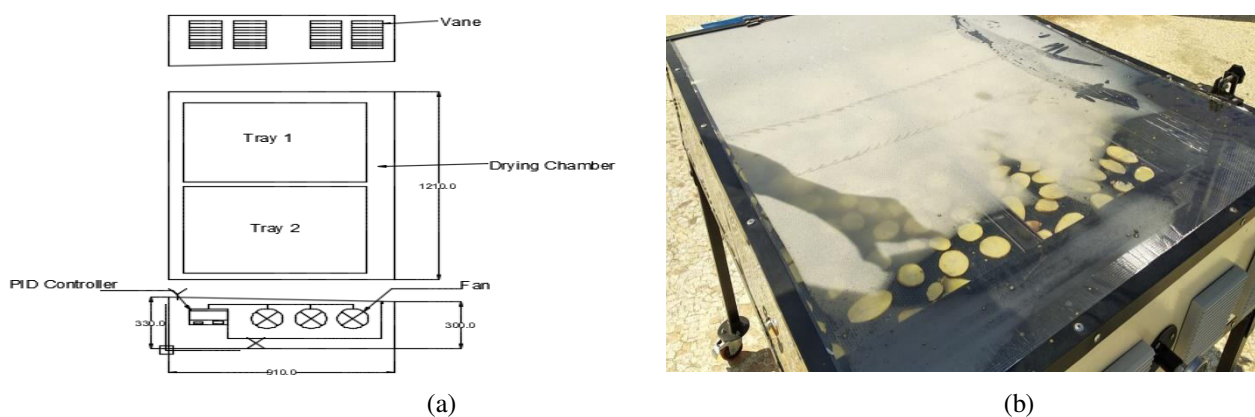 Vane
Tray 1
Drying Chamber
1210.0
Tray 2
PID Controller
Fan
330.0
300.0
910.0
(a)
(b)